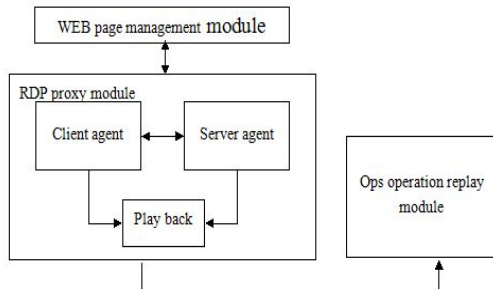 WEB page management module
RDP proxy module
Client agent
Server agent
Play back
Ops operation replay
module